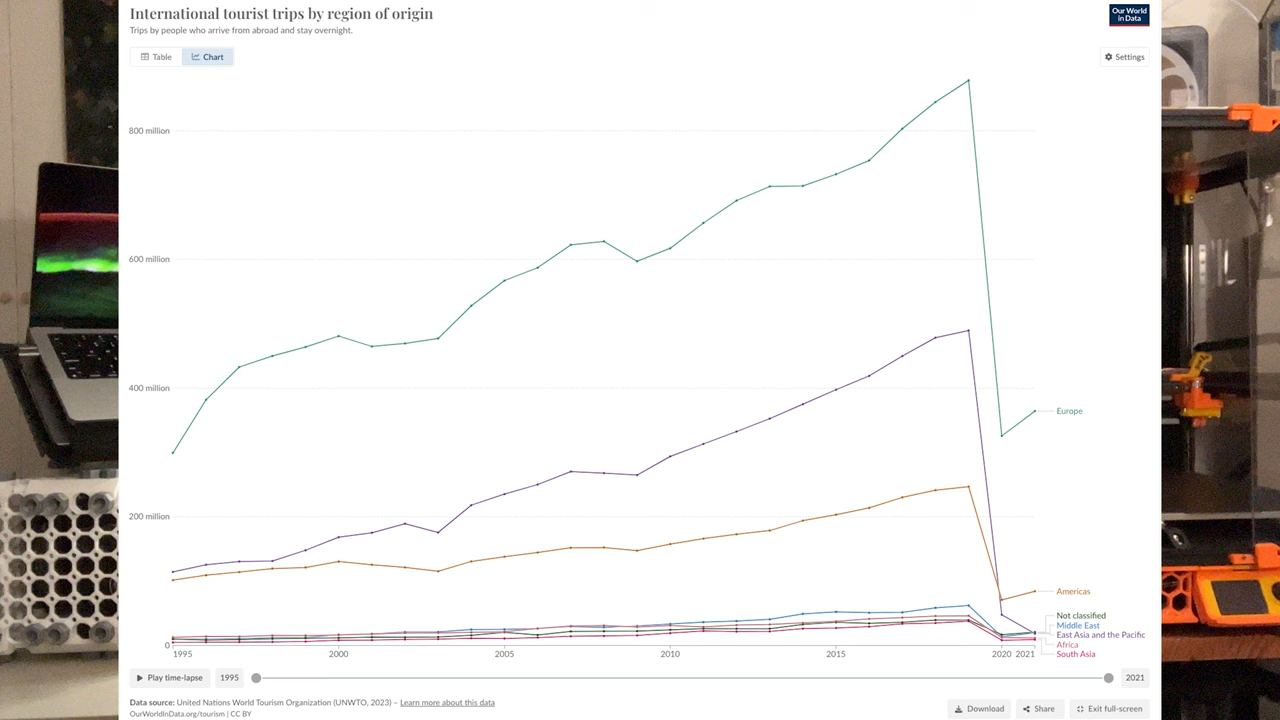 International tourist trips by region of origin
Trips by people who arrive from abroad and stay overnight.
Our World
in Data
Table
Chart
Settings
800 million
600 million
400 million
200 million
0
Europe
Americas
Not classified
Middle East
East Asia and the Pacific
Africa
South Asia
1995
2000
2005
2010
2015
2020
2021
Play time-lapse
1995
2021
Data source: United Nations World Tourism Organization (UNWTO, 2023) – Learn more about this data
OurWorldinData.org/tourism | CC BY
Download
Share
Exit full-screen